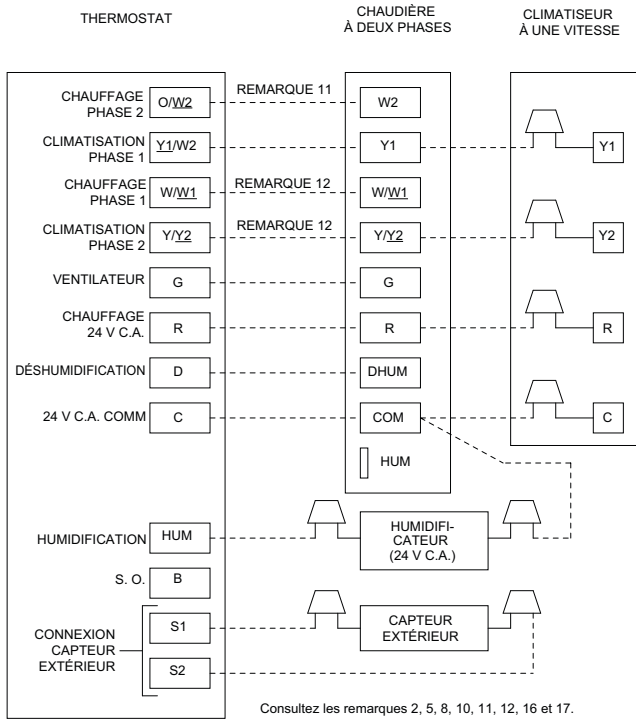 THERMOSTAT
CHAUDIÈRE
À DEUX PHASES
CLIMATISEUR
À UNE VITESSE
CHAUFFAGE
PHASE 2
O/W2
REMARQUE 11
W2
CLIMATISATION
PHASE 1
Y1/W2
Y1
Y1
CHAUFFAGE
PHASE 1
W/W1
REMARQUE 12
W/W1
CLIMATISATION
PHASE 2
Y/Y2
REMARQUE 12
Y/Y2
Y2
VENTILATEUR
G
G
CHAUFFAGE
24 V C.A.
R
R
R
DÉSHUMIDIFICATION
D
DHUM
24 V C.A. COMM
C
COM
C
HUM
HUMIDIFICATION
HUM
HUMIDIFI-
CATEUR
(24 V C.A.)
S. O.
B
CONNEXION
CAPTEUR
EXTÉRIEUR
S1
S2
CAPTEUR
EXTÉRIEUR
Consultez les remarques 2, 5, 8, 10, 11, 12, 16 et 17.